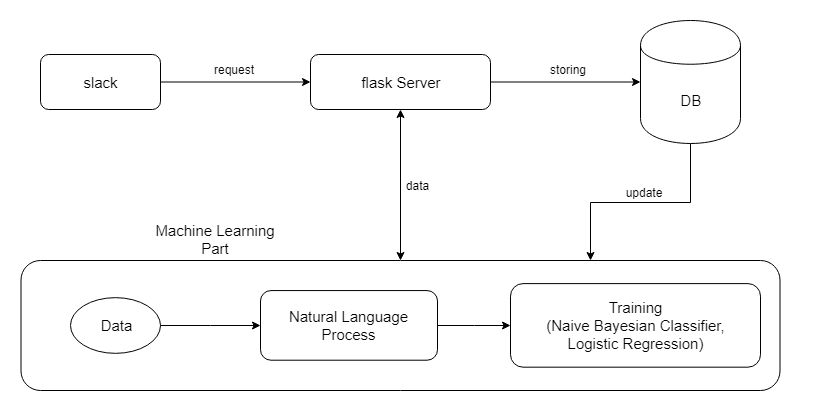 slack
request
flask Server
storing
DB
data
update
Machine Learning
Part
Data
Natural Language
Process
Training
(Naive Bayesian Classifier,
Logistic Regression)